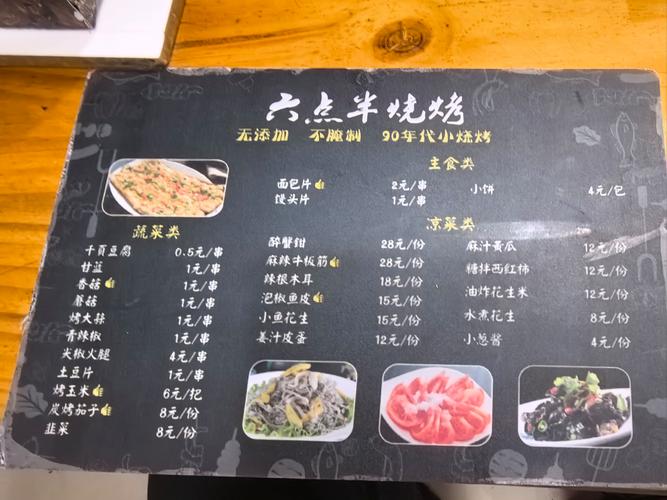 六点半烧烤
无添加 不腌制 90年代小烧烤
主食类
面包片 2元/串 小饼 4元/包
馒头片 1元/串
蔬菜类
千页豆腐 0.5元/串
甘蓝 1元/串
香菇 1元/串
蘑菇 1元/串
烤大蒜 1元/串
青辣椒 1元/串
米椒火腿 4元/串
土豆片 1元/串
烤玉米 6元/把
炭烤茄子 8元/份
韭菜 8元/份
凉菜类
醉蟹钳 28元/份 麻汁黄瓜 12元/份
麻辣牛板筋 28元/份 糖拌西红柿 12元/份
辣根木耳 18元/份 油炸花生米 12元/份
泡椒鱼皮 15元/份 水煮花生 8元/份
小鱼花生 15元/份 小葱酱 4元/份
姜汁皮蛋 12元/份